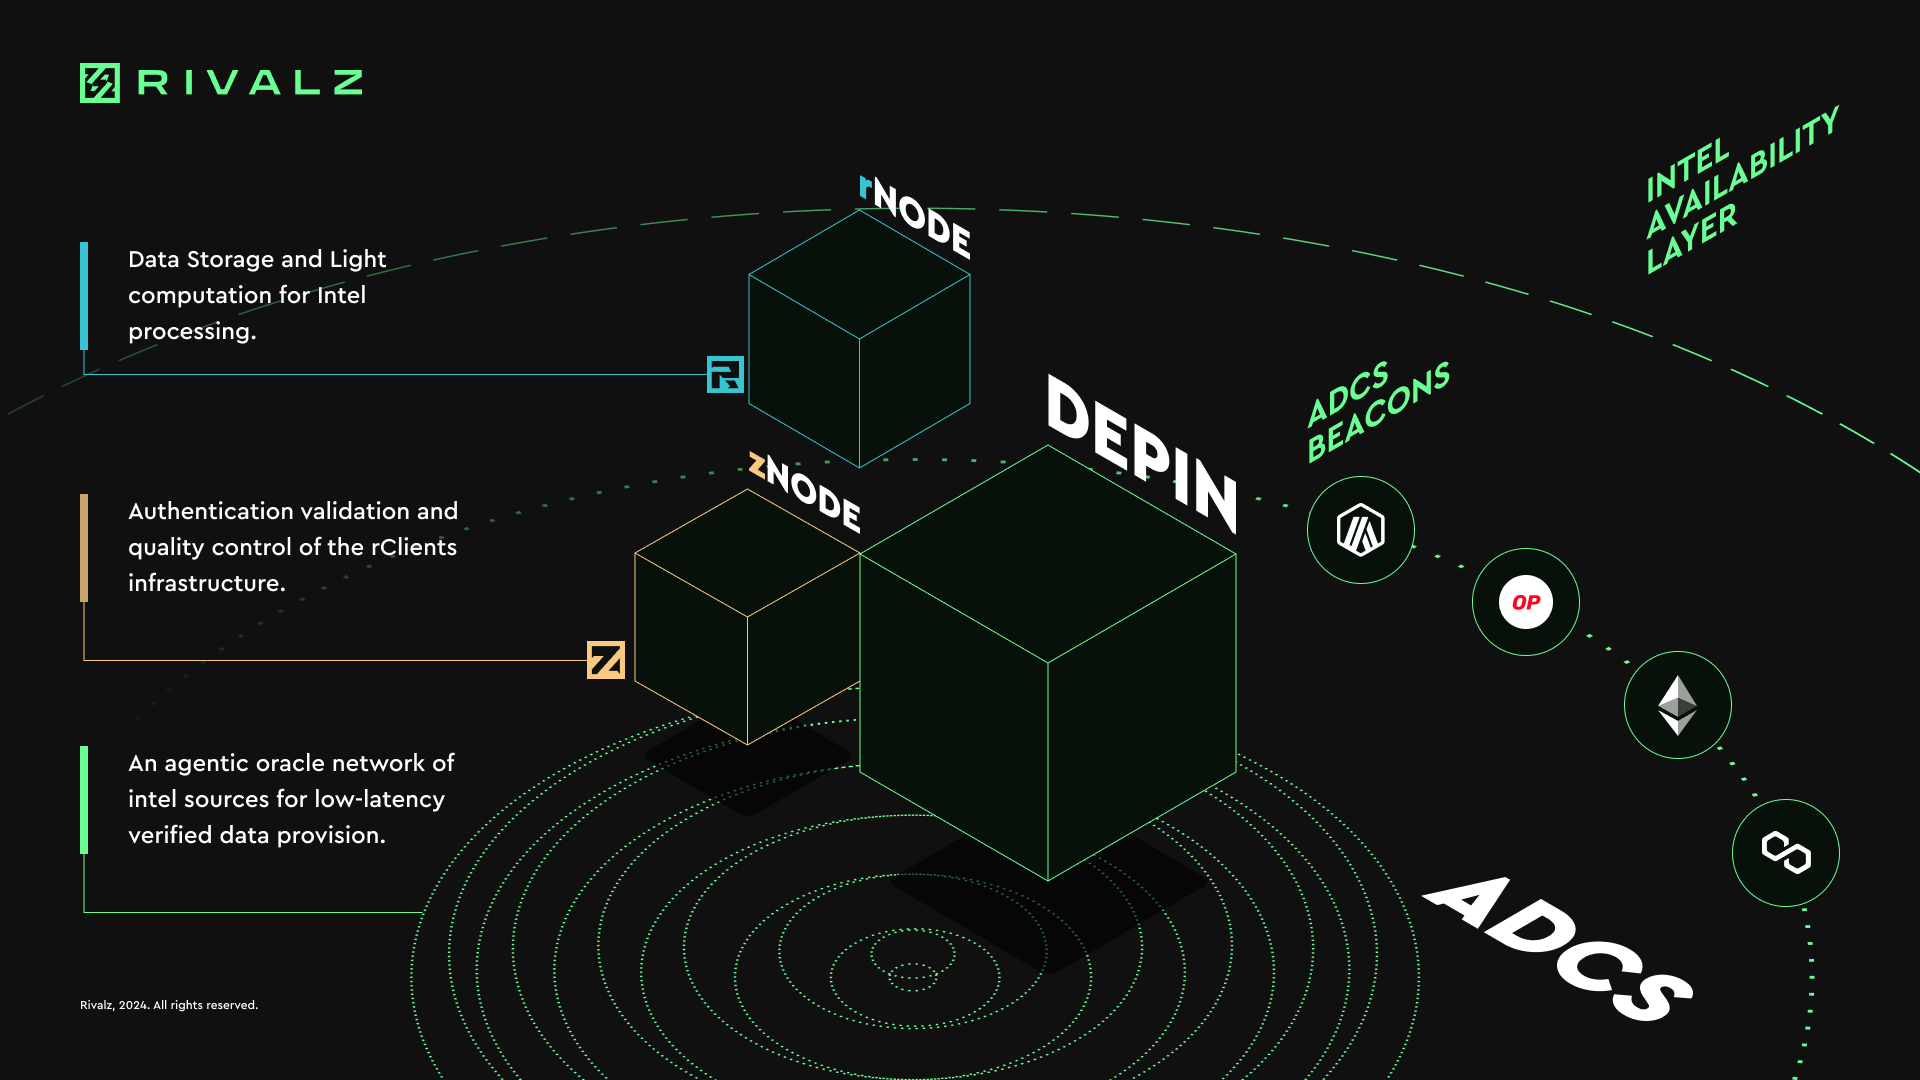 RIVALZ
INTEL
AVAILABILITY
LAYER
rNODE
Data Storage and Light
computation for Intel
processing.
DEPIN
ADCS
BEACONS
zNODE
Authentication validation and
quality control of the rClients
infrastructure.
OP
An agentic oracle network of
intel sources for low-latency
verified data provision.
ADCS
Rivalz, 2024. All rights reserved.